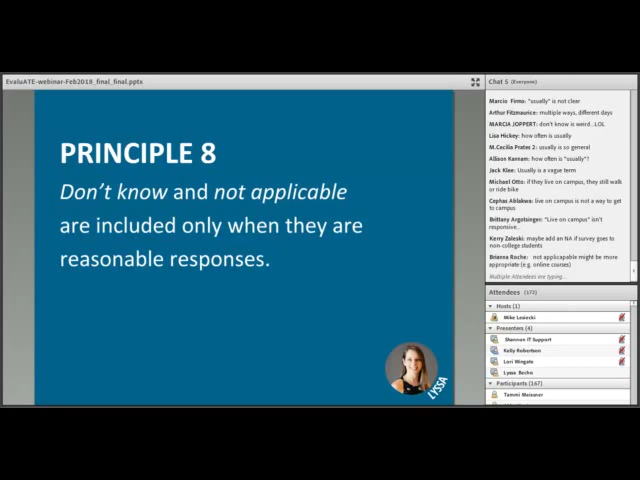 EvaluATE-webinar-Feb2018_final_final.pptx
PRINCIPLE 8
Don't know and not applicable
are included only when they are
reasonable responses.
LYSSA
Chat 5 (Everyone)
Marcio Firmo: "usually" is not clear
Arthur Fitzmaurice: multiple ways, different days
MARCIA JOPPERT: don't know is weird...LOL
Lisa Hickey: how often is usually
M.Cecilia Prates 2: usually is so general
Allison Kannam: how often is "usually"?
Jack Klee: Usually is a vague term
Michael Otto: if they live on campus, they still walk
or ride bike
Cephas Ablakwa: live on campus is not a way to get
to campus
Brittany Argotsinger: "Live on campus" isn't
responsive..
Kerry Zaleski: maybe add an NA if survey goes to
non-college students
Brianna Roche: not applicapable might be more
appropriate (e.g. online courses)
Multiple Attendees are typing...
Attendees (172)
Hosts (1)
Mike Lesiecki
Presenters (4)
Shannon IT Support
Kelly Robertson
Lori Wingate
Lyssa Becho
Participants (167)
Tammi Meissner